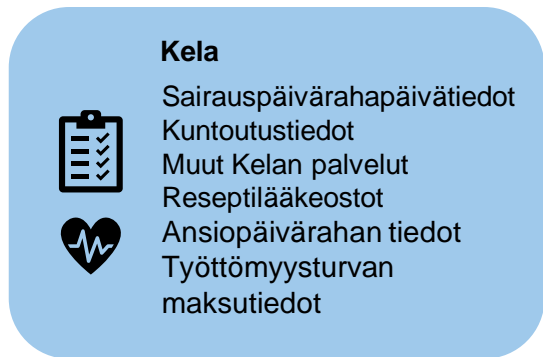 Kela
Sairauspäivärahapäivätiedot
Kuntoutustiedot
Muut Kelan palvelut
Reseptilääkeostot
Ansiopäivärahan tiedot
Työttömyysturvan
maksutiedot